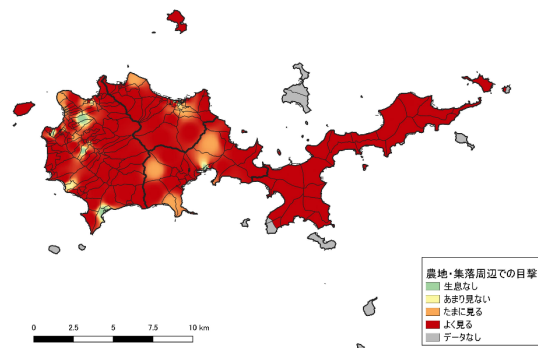 農地・集落周辺での目撃
生息なし
あまり見ない
たまに見る
よく見る
データなし
0 2.5 5 7.5 10 km